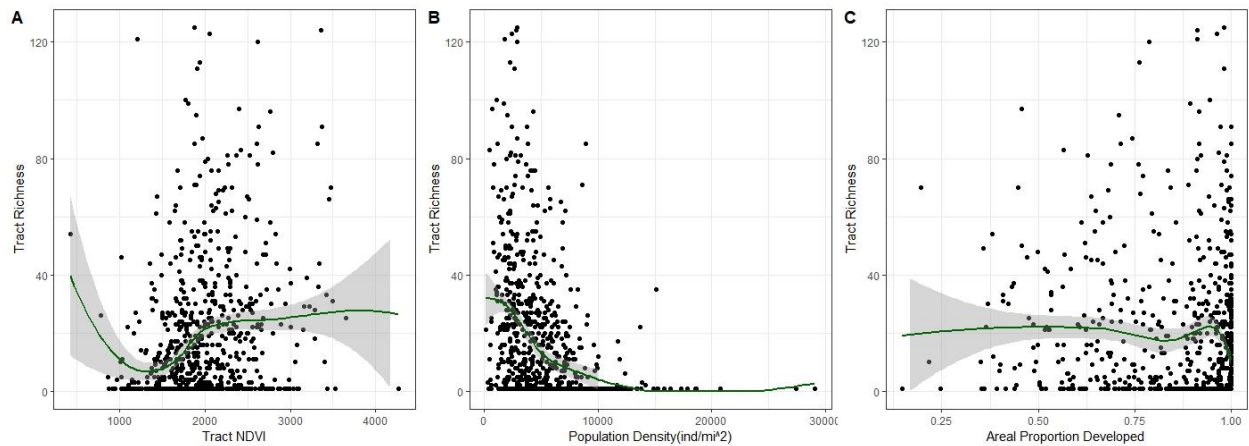 A
B
C
Tract Richness
120
80
40
0
1000
2000
3000
4000
Tract NDVI
Tract Richness
120
80
40
0
0
10000
20000
30000
Population Density(ind/mi^2)
Tract Richness
120
80
40
0
0.25
0.50
0.75
1.00
Areal Proportion Developed